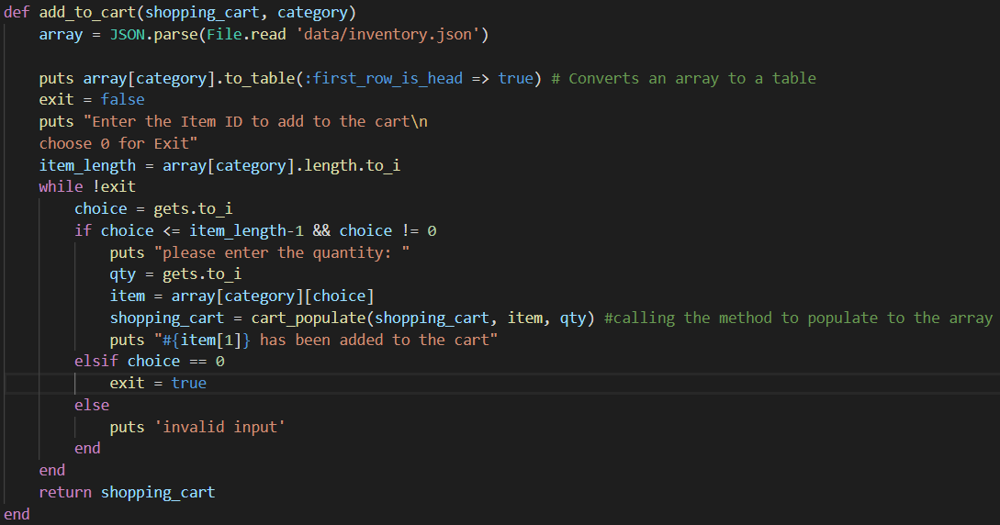 def add_to_cart(shopping_cart, category)
    array = JSON.parse(File.read 'data/inventory.json')

    puts array[category].to_table(:first_row_is_head => true) # Converts an array to a table
    exit = false
    puts "Enter the Item ID to add to the cart\n
    choose 0 for Exit"
    item_length = array[category].length.to_i
    while !exit
        choice = gets.to_i
        if choice <= item_length-1 && choice != 0
            puts "please enter the quantity: "
            qty = gets.to_i
            item = array[category][choice]
            shopping_cart = cart_populate(shopping_cart, item, qty) #calling the method to populate to the array
            puts "#{item[1]} has been added to the cart"
        elsif choice == 0
            exit = true
        else
            puts 'invalid input'
        end
    end
    return shopping_cart
end